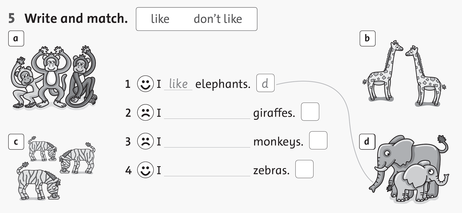 5 Write and match.
like don't like
a
b
1 I like elephants. d
2 I giraffes.
3 I monkeys.
4 I zebras.
c
d